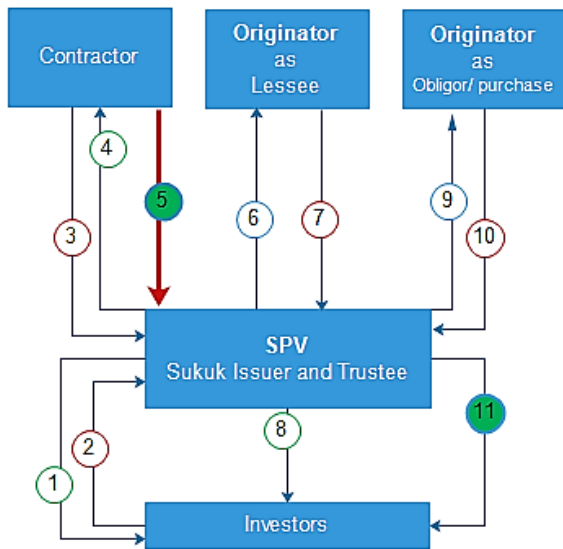 Contractor
Originator
as
Lessee
Originator
as
Obligor/ purchase
4
5
3
6
7
9
10
SPV
Sukuk Issuer and Trustee
11
8
2
1
Investors